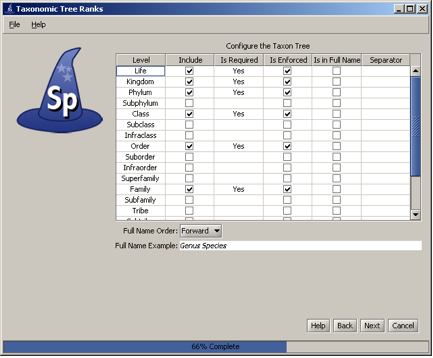 Taxonomic Tree Ranks
File Help
Sp
Configure the Taxon Tree
Level Include Is Required Is Enforced Is in Full Name Separator
Life Yes
Kingdom Yes
Phylum Yes
Subphylum
Class Yes
Subclass
Infraclass
Order Yes
Suborder
Infraorder
Superfamily
Family Yes
Subfamily
Tribe
Full Name Order: Forward
Full Name Example: Genus Species
Help Back Next Cancel
66% Complete